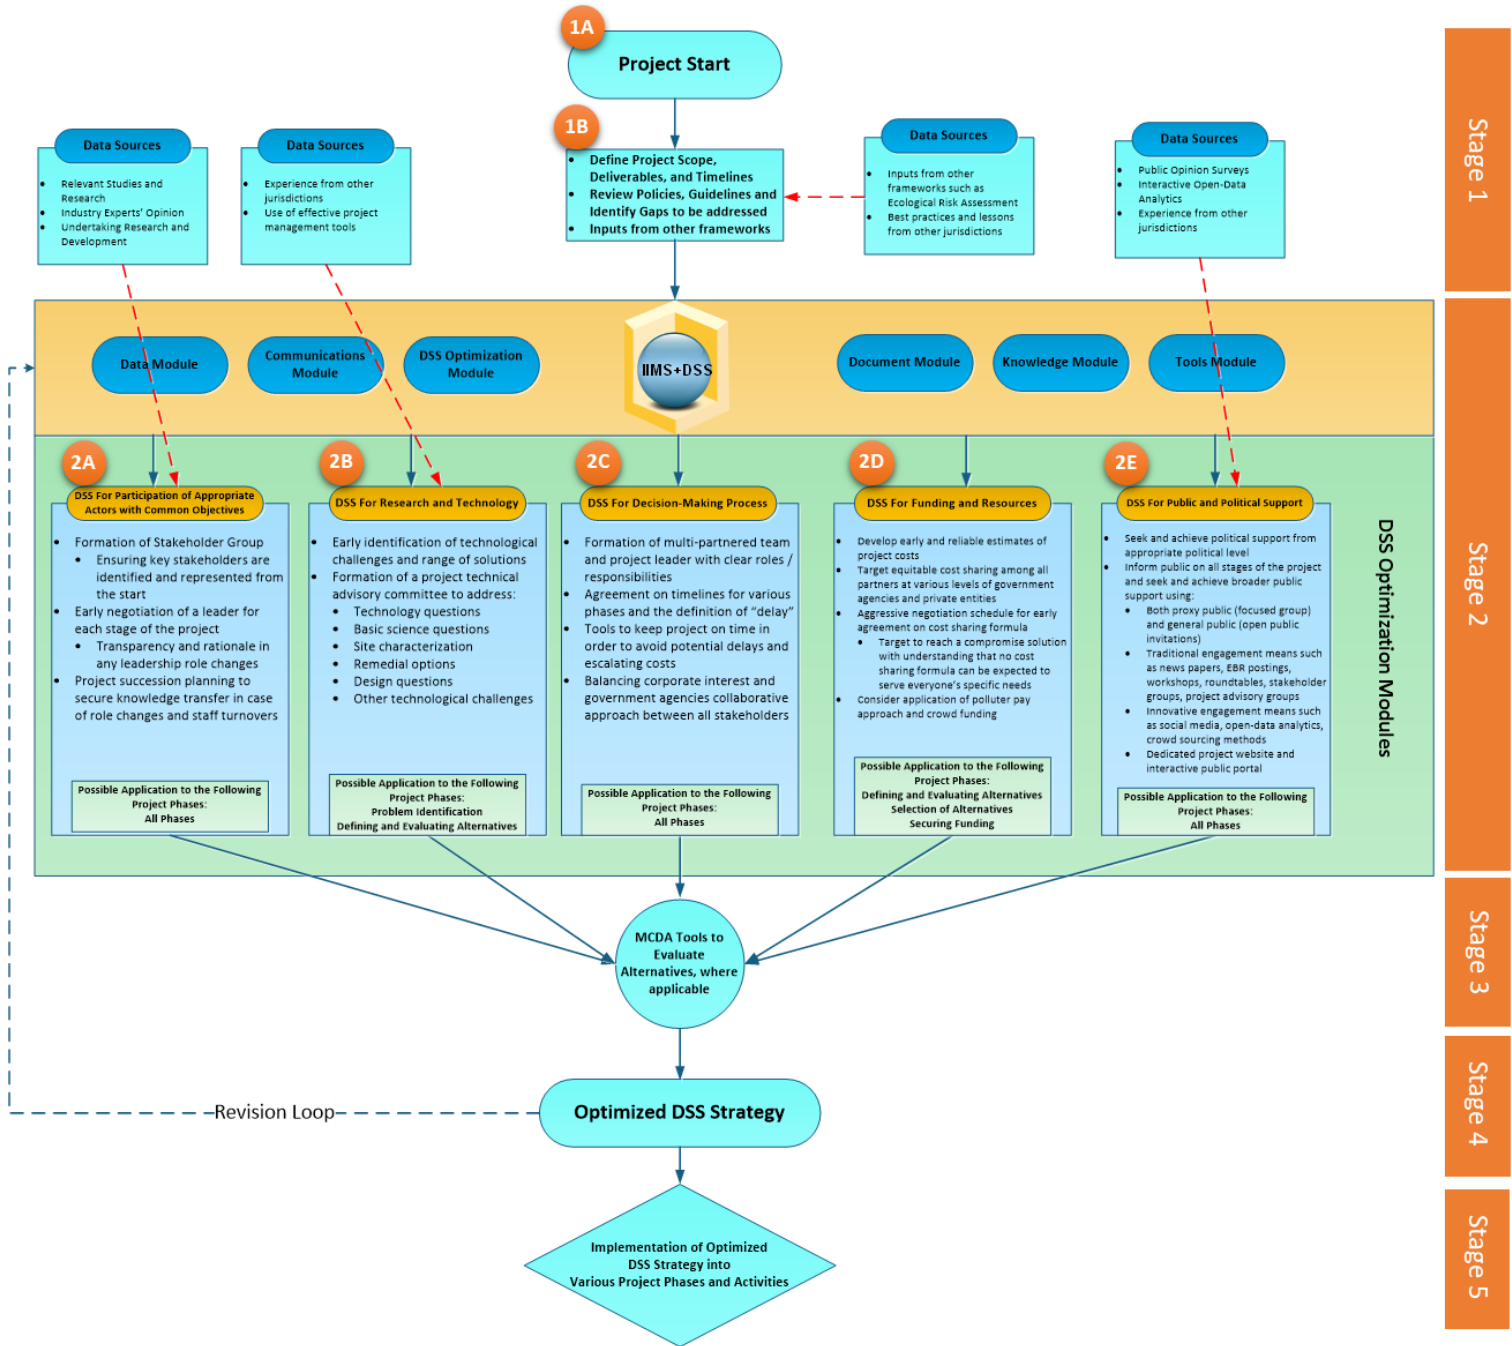 1A
Project Start
1B
• Define Project Scope,
Deliverables, and Timelines
• Review Policies, Guidelines and
Identify Gaps to be addressed
• Inputs from other frameworks
Data Sources
• Relevant Studies and
Research
• Industry Experts' Opinion
• Undertaking Research and
Development
Data Sources
• Experience from other
jurisdictions
• Use of effective project
management tools
Data Sources
• Inputs from other
frameworks such as
Ecological Risk Assessment
• Best practices and lessons
from other jurisdictions
Data Sources
• Public Opinion Surveys
• Interactive Open-Data
Analytics
• Experience from other
jurisdictions
Stage 1
Data Module
Communications
Module
DSS Optimization
Module
IIMS+DSS
Document Module
Knowledge Module
Tools Module
2A
DSS For Participation of Appropriate
Actors with Common Objectives
• Formation of Stakeholder Group
• Ensuring key stakeholders are
identified and represented from
the start
• Early negotiation of a leader for
each stage of the project
• Transparency and rationale in
any leadership role changes
• Project succession planning to
secure knowledge transfer in case
of role changes and staff turnovers
Possible Application to the Following
Project Phases:
All Phases
2B
DSS For Research and Technology
• Early identification of technological
challenges and range of solutions
• Formation of a project technical
advisory committee to address:
• Technology questions
• Basic science questions
• Site characterization
• Remedial options
• Design questions
• Other technological challenges
Possible Application to the Following
Project Phases:
Problem Identification
Defining and Evaluating Alternatives
2C
DSS For Decision-Making Process
• Formation of multi-partnered team
and project leader with clear roles /
responsibilities
• Agreement on timelines for various
phases and the definition of “delay”
• Tools to keep project on time in
order to avoid potential delays and
escalating costs
• Balancing corporate interest and
government agencies collaborative
approach between all stakeholders
Possible Application to the Following
Project Phases:
All Phases
2D
DSS For Funding and Resources
• Develop early and reliable estimates of
project costs
• Target equitable cost sharing among all
partners at various levels of government
agencies and private entities
• Aggressive negotiation schedule for early
agreement on cost sharing formula
• Target to reach a compromise solution
with understanding that no cost
sharing formula can be expected to
serve everyone's specific needs
• Consider application of polluter pay
approach and crowd funding
Possible Application to the Following
Project Phases:
Defining and Evaluating Alternatives
Selection of Alternatives
Securing Funding
2E
DSS For Public and Political Support
• Seek and achieve political support from
appropriate political level
• Inform public on all stages of the project
and seek and achieve broader public
support using:
• Both proxy public (focused group)
and general public (open public
invitations)
• Traditional engagement means such
as news papers, EBR postings,
workshops, roundtables, stakeholder
groups, project advisory groups
• Innovative engagement means such
as social media, open-data analytics,
crowd sourcing methods
• Dedicated project website and
interactive public portal
Possible Application to the Following
Project Phases:
All Phases
DSS Optimization Modules
Stage 2
MCDA Tools to
Evaluate
Alternatives, where
applicable
Stage 3
Revision Loop
Optimized DSS Strategy
Stage 4
Implementation of Optimized
DSS Strategy into
Various Project Phases and Activities
Stage 5